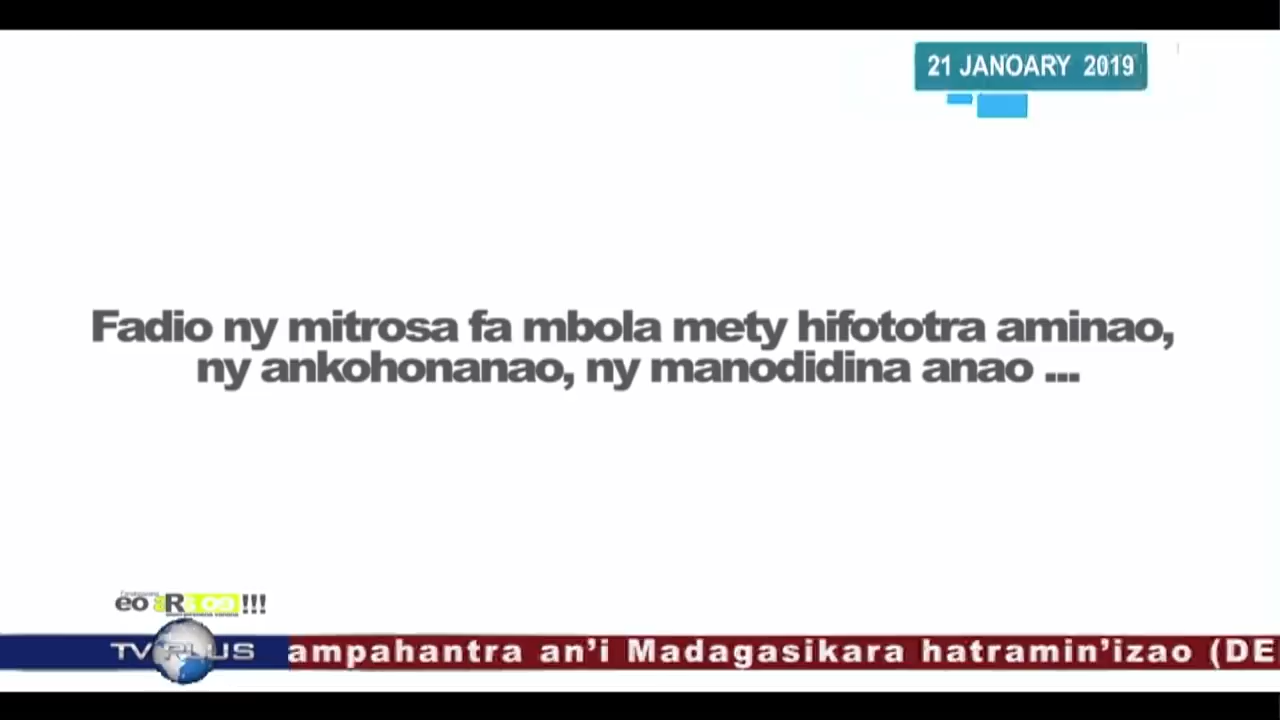 21 JANOARY 2019
Fadio ny mitrosa fa mbola mety hifototra aminao,
ny ankohonanao, ny manodidina anao ...
eo !!!
TV PLUS
ampahantra an’i Madagasikara hatramin’izao (DE